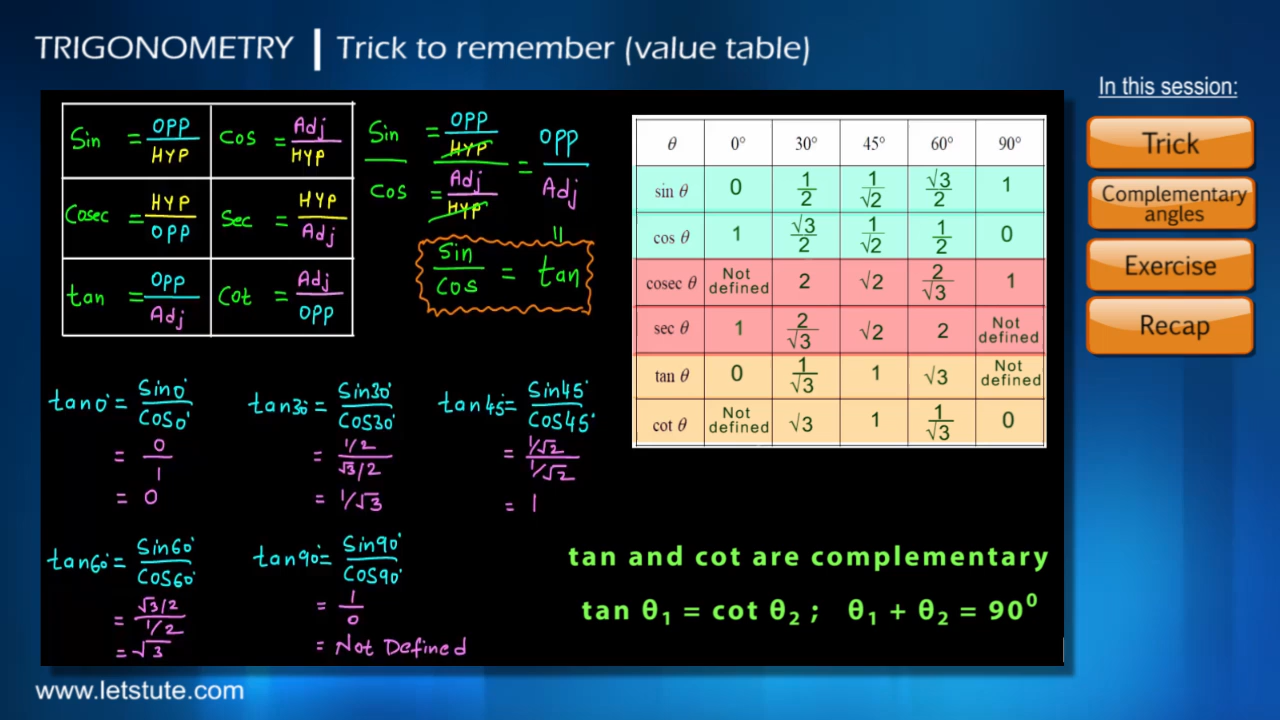 TRIGONOMETRY | Trick to remember (value table)
In this session:
Trick
Complementary
angles
Exercise
Recap
Sin = OPP/HYP
Cos = Adj/HYP
Cosec = HYP/OPP
Sec = HYP/Adj
tan = OPP/Adj
Cot = Adj/OPP
Sin = OPP/HYP
Cos = Adj/HYP
= OPP/Adj
=
Sin/Cos = tan
θ 0° 30° 45° 60° 90°
sin θ 0 1/2 1/√2 √3/2 1
cos θ 1 √3/2 1/√2 1/2 0
cosec θ Not defined 2 √2 2/√3 1
sec θ 1 2/√3 √2 2 Not defined
tan θ 0 1/√3 1 √3 Not defined
cot θ Not defined √3 1 1/√3 0
tan0° = Sin0°/Cos0°
= 0/1
= 0
tan30° = Sin30°/Cos30°
= 1/2 / √3/2
= 1/√3
tan45° = Sin45°/Cos45°
= 1/√2 / 1/√2
= 1
tan60° = Sin60°/Cos60°
= √3/2 / 1/2
= √3
tan90° = Sin90°/Cos90°
= 1/0
= Not Defined
tan and cot are complementary
tan θ₁ = cot θ₂ ; θ₁ + θ₂ = 90⁰
www.letstute.com